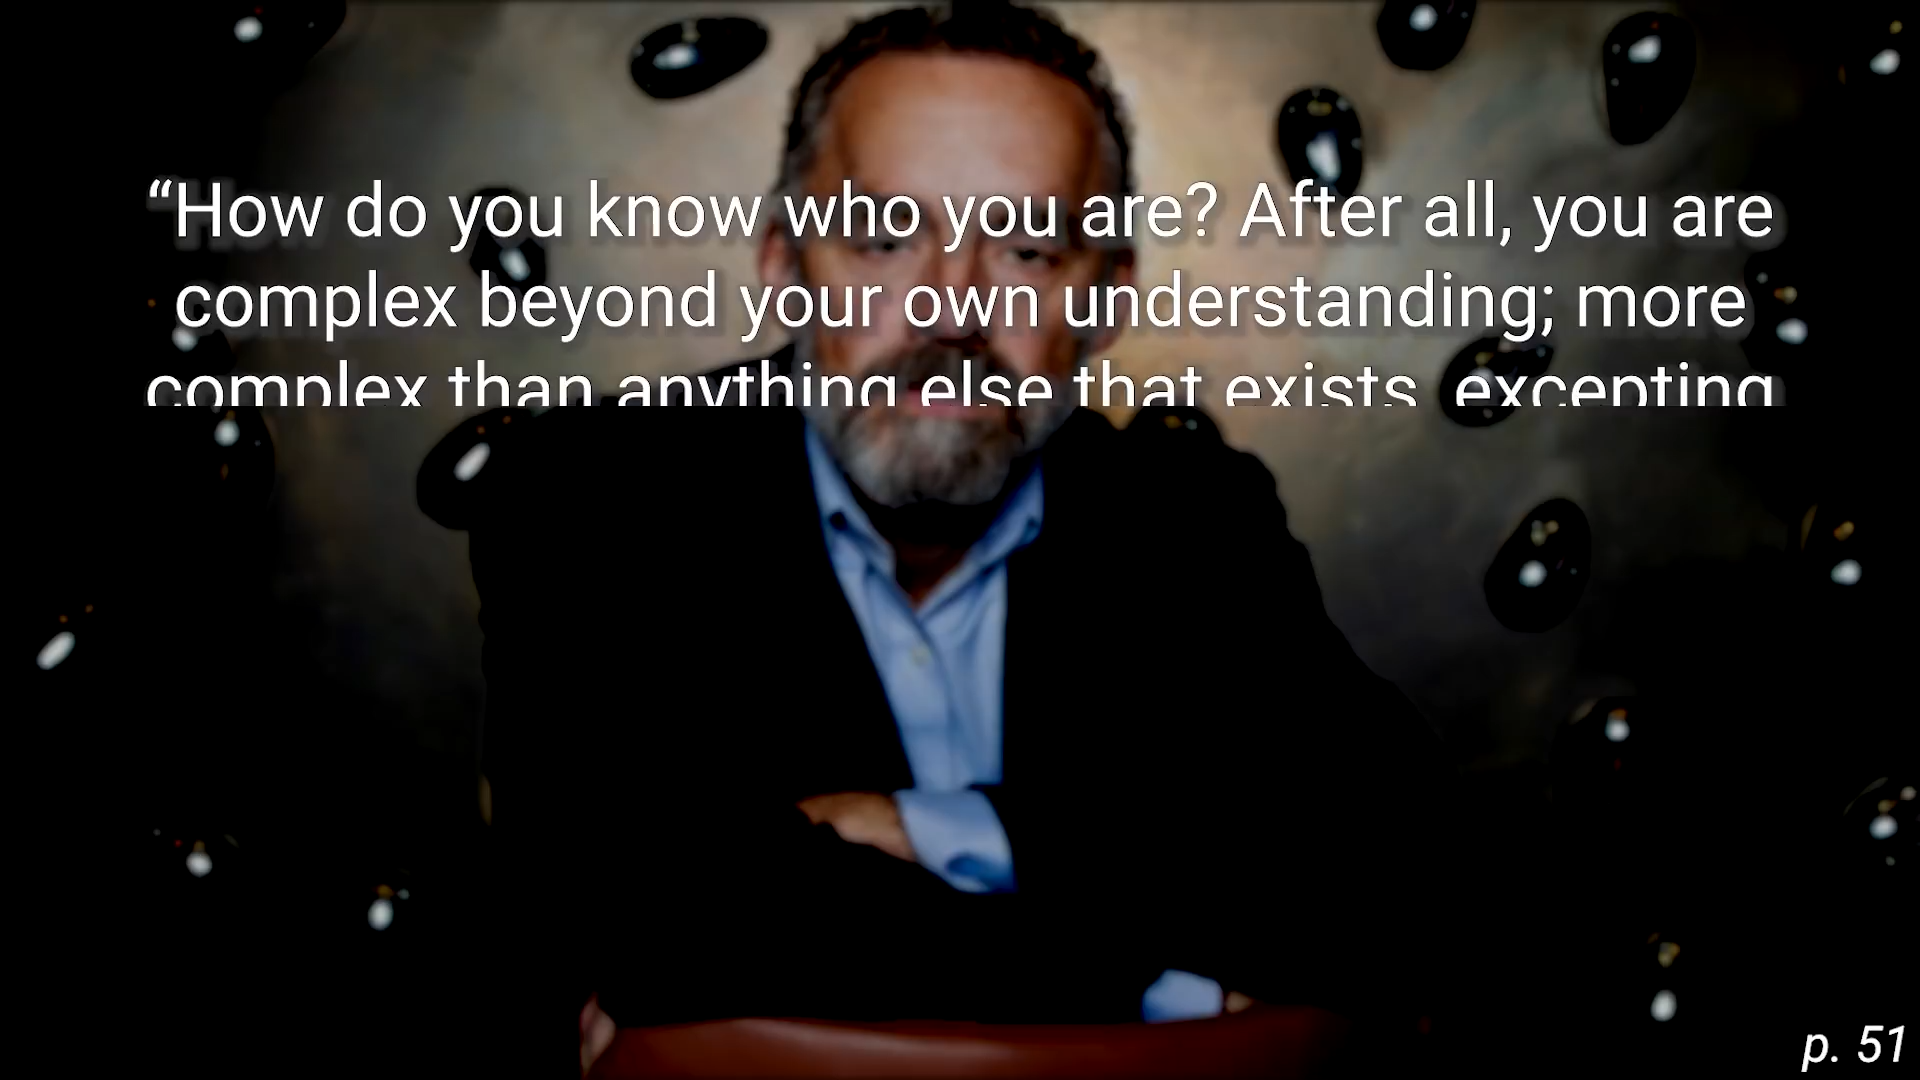 “How do you know who you are? After all, you are
complex beyond your own understanding; more
complex than anything else that exists, excepting
p. 51